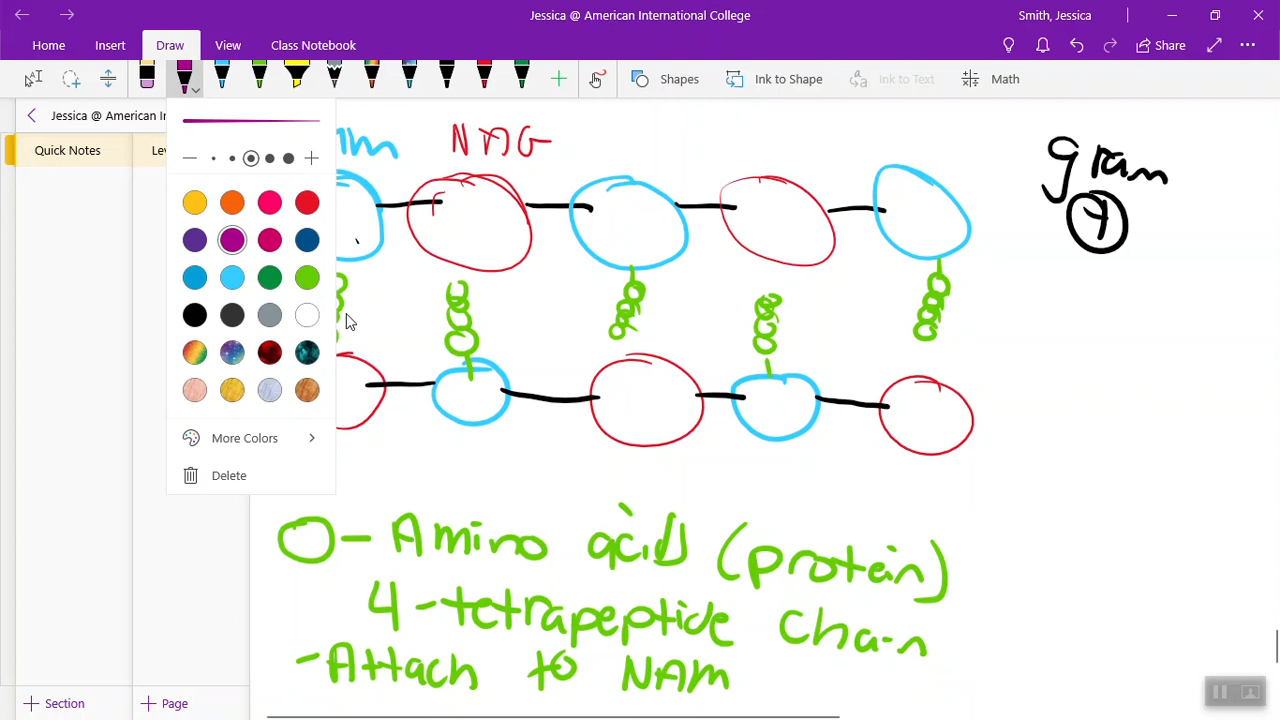 Jessica @ American International College
Smith, Jessica
Home Insert Draw View Class Notebook
Share
Shapes Ink to Shape Ink to Text Math
Jessica @ American In
Quick Notes
Lev
NAG
gram
More Colors
Delete
O - Amino acid (protein)
4 - tetrapeptide chain
- Attach to NAM
+ Section + Page